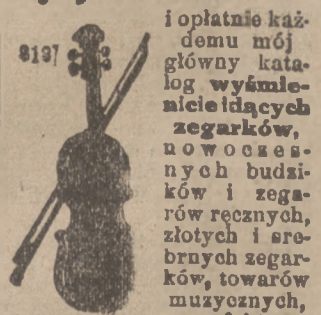 8137
i opłatnie każ-
demu mój
główny kata-
log wyśmie-
nicie idących
zegarków,
nowoczes-
nych budzi-
ków i zega-
rów ręcznych,
złotych i sre-
brnych zegar-
ków, towarów
muzycznych,